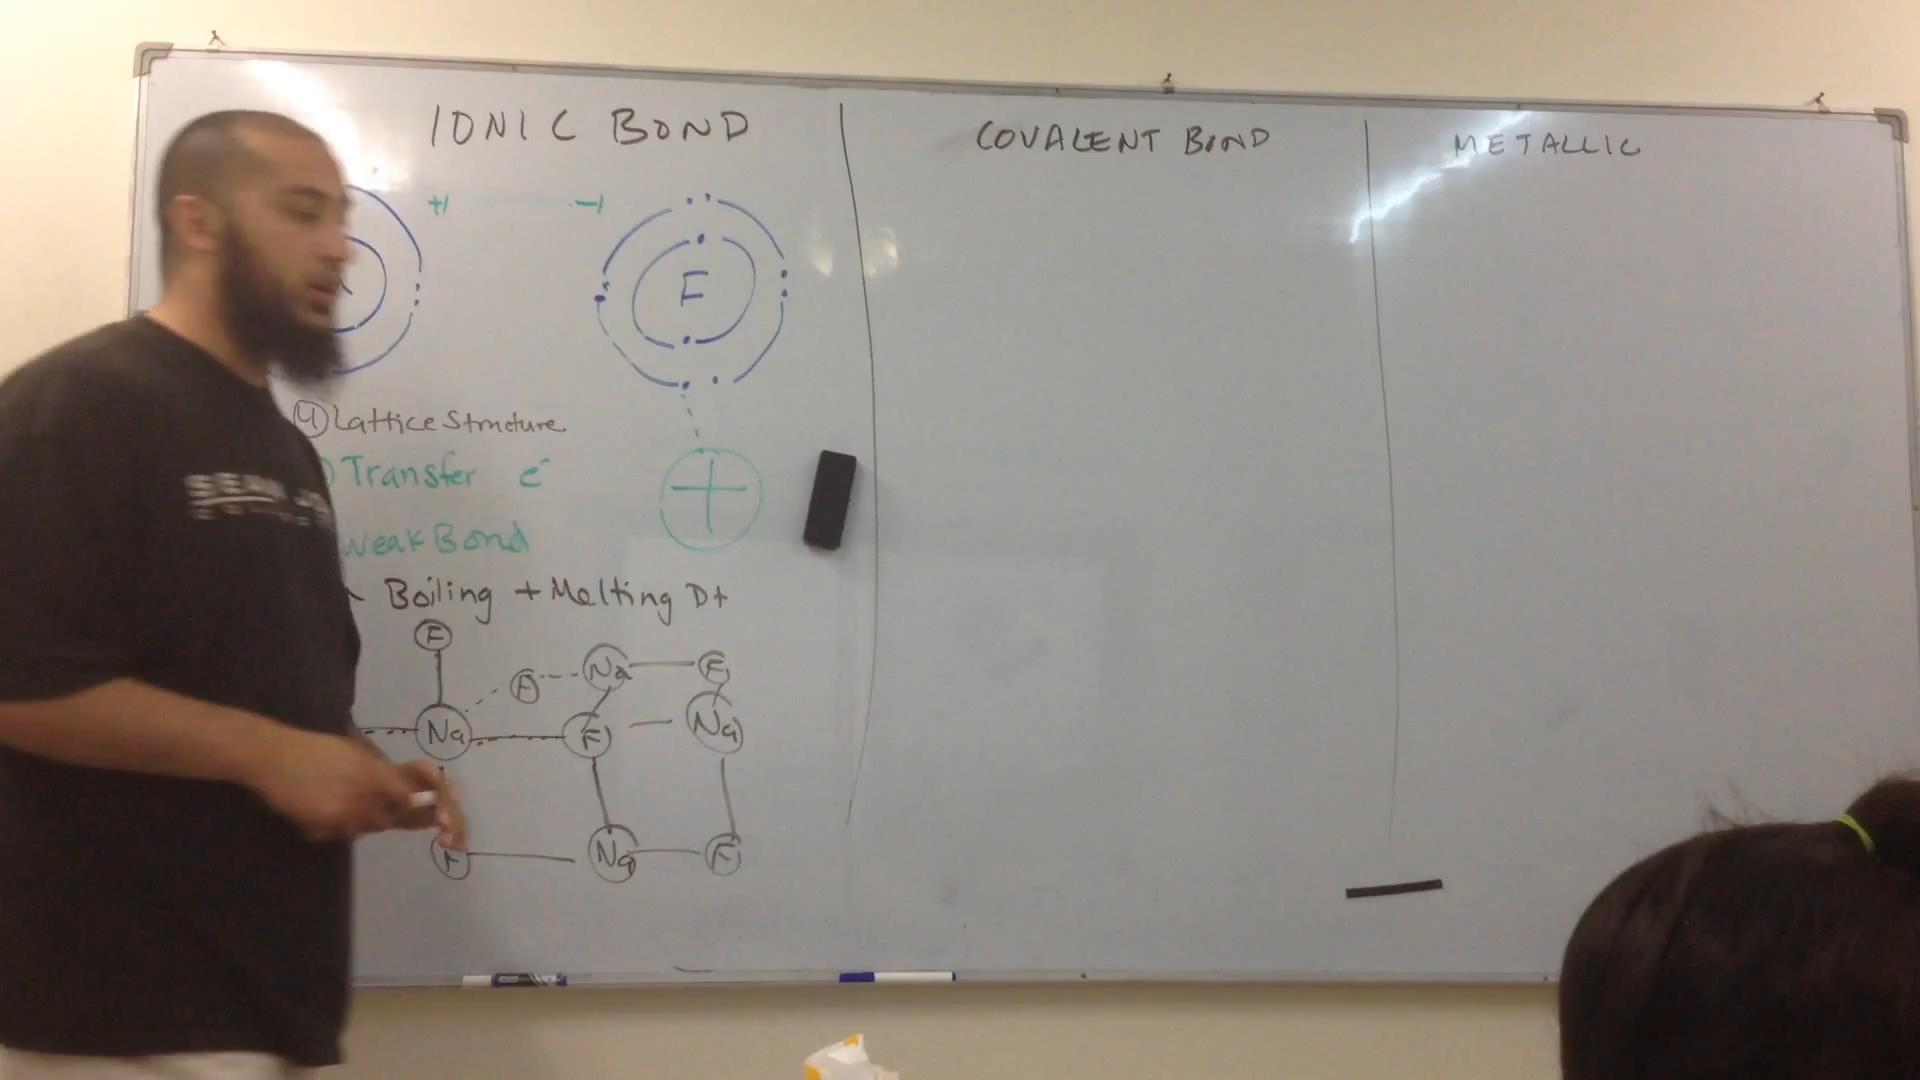 IONIC BOND
COVALENT BOND
METALLIC
+1
-1
F
4 Lattice Structure
Transfer e-
Weak Bond
+
Boiling + Melting Pt
F
F Na F
Na F Na
F Na F